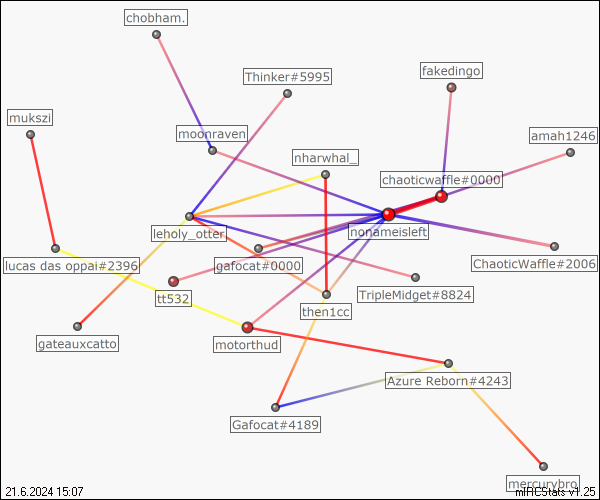 chobham.
Thinker#5995
fakedingo
mukszi
moonraven
amah1246
nharwhal_
chaoticwaffle#0000
leholy_otter.
nonameisleft
lucas das oppai#2396
gafocat#0000
ChaoticWaffle#2006
tt532
TripleMidget#8824
then1cc
gateauxcatto
motorthud
Azure Reborn#4243
Gafocat#4189
mercurybro
21.6.2024 15:07
mIRCStats v1.25